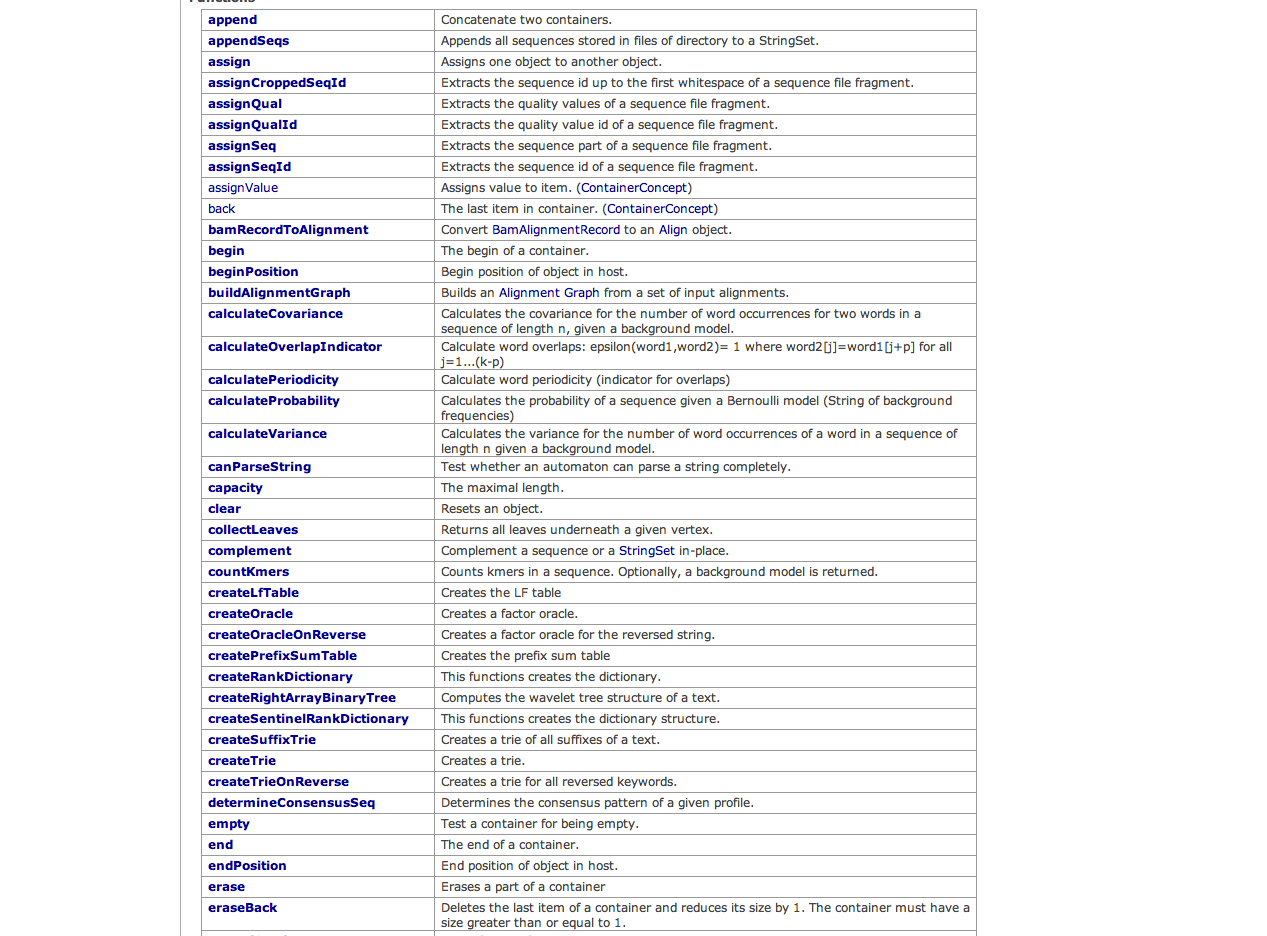 Functions
append Concatenate two containers.
appendSeqs Appends all sequences stored in files of directory to a StringSet.
assign Assigns one object to another object.
assignCroppedSeqId Extracts the sequence id up to the first whitespace of a sequence file fragment.
assignQual Extracts the quality values of a sequence file fragment.
assignQualId Extracts the quality value id of a sequence file fragment.
assignSeq Extracts the sequence part of a sequence file fragment.
assignSeqId Extracts the sequence id of a sequence file fragment.
assignValue Assigns value to item. (ContainerConcept)
back The last item in container. (ContainerConcept)
bamRecordToAlignment Convert BamAlignmentRecord to an Align object.
begin The begin of a container.
beginPosition Begin position of object in host.
buildAlignmentGraph Builds an Alignment Graph from a set of input alignments.
calculateCovariance Calculates the covariance for the number of word occurrences for two words in a
sequence of length n, given a background model.
calculateOverlapIndicator Calculate word overlaps: epsilon(word1,word2)= 1 where word2[j]=word1[j+p] for all
j=1...(k-p)
calculatePeriodicity Calculate word periodicity (indicator for overlaps)
calculateProbability Calculates the probability of a sequence given a Bernoulli model (String of background
frequencies)
calculateVariance Calculates the variance for the number of word occurrences of a word in a sequence of
length n given a background model.
canParseString Test whether an automaton can parse a string completely.
capacity The maximal length.
clear Resets an object.
collectLeaves Returns all leaves underneath a given vertex.
complement Complement a sequence or a StringSet in-place.
countKmers Counts kmers in a sequence. Optionally, a background model is returned.
createLfTable Creates the LF table
createOracle Creates a factor oracle.
createOracleOnReverse Creates a factor oracle for the reversed string.
createPrefixSumTable Creates the prefix sum table
createRankDictionary This functions creates the dictionary.
createRightArrayBinaryTree Computes the wavelet tree structure of a text.
createSentinelRankDictionary This functions creates the dictionary structure.
createSuffixTrie Creates a trie of all suffixes of a text.
createTrie Creates a trie.
createTrieOnReverse Creates a trie for all reversed keywords.
determineConsensusSeq Determines the consensus pattern of a given profile.
empty Test a container for being empty.
end The end of a container.
endPosition End position of object in host.
erase Erases a part of a container
eraseBack Deletes the last item of a container and reduces its size by 1. The container must have a
size greater than or equal to 1.